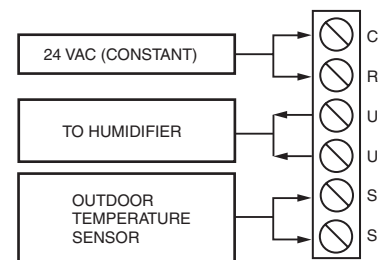 24 VAC (CONSTANT)
C
R
TO HUMIDIFIER
U
U
OUTDOOR
TEMPERATURE
SENSOR
S
S